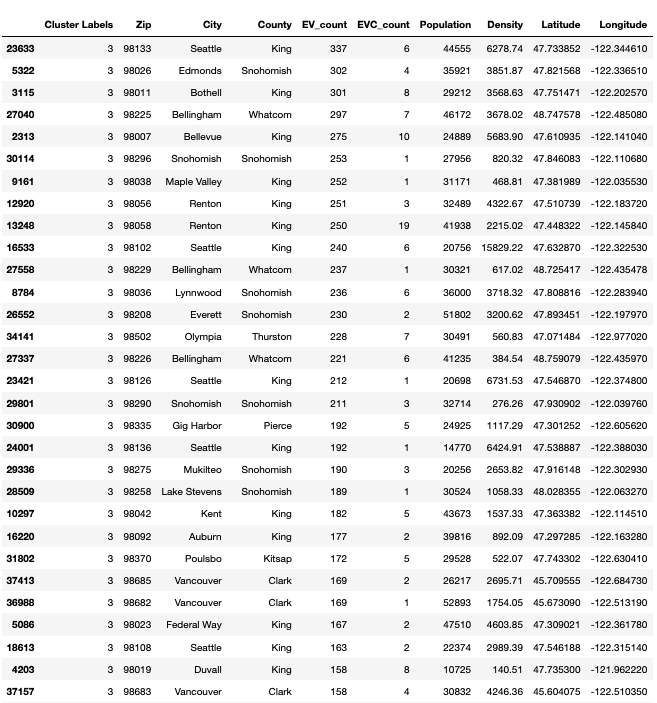 Cluster Labels Zip City County EV_count EVC_count Population Density Latitude Longitude
23633 3 98133 Seattle King 337 6 44555 6278.74 47.733852 -122.344610
5322 3 98026 Edmonds Snohomish 302 4 35921 3851.87 47.821568 -122.336510
3115 3 98011 Bothell King 301 8 29212 3568.63 47.751471 -122.202570
27040 3 98225 Bellingham Whatcom 297 7 46172 3678.02 48.747578 -122.485080
2313 3 98007 Bellevue King 275 10 24889 5683.90 47.610935 -122.141040
30114 3 98296 Snohomish Snohomish 253 1 27956 820.32 47.846083 -122.110680
9161 3 98038 Maple Valley King 252 1 31171 468.81 47.381989 -122.035530
12920 3 98056 Renton King 251 3 32489 4322.67 47.510739 -122.183720
13248 3 98058 Renton King 250 19 41938 2215.02 47.448322 -122.145840
16533 3 98102 Seattle King 240 6 20756 15829.22 47.632870 -122.322530
27558 3 98229 Bellingham Whatcom 237 1 30321 617.02 48.725417 -122.435478
8784 3 98036 Lynnwood Snohomish 236 6 36000 3718.32 47.808816 -122.283940
26552 3 98208 Everett Snohomish 230 2 51802 3200.62 47.893451 -122.197970
34141 3 98502 Olympia Thurston 228 7 30491 560.83 47.071484 -122.977020
27337 3 98226 Bellingham Whatcom 221 6 41235 384.54 48.759079 -122.435970
23421 3 98126 Seattle King 212 1 20698 6731.53 47.546870 -122.374800
29801 3 98290 Snohomish Snohomish 211 3 32714 276.26 47.930902 -122.039760
30900 3 98335 Gig Harbor Pierce 192 5 24925 1117.29 47.301252 -122.605620
24001 3 98136 Seattle King 192 1 14770 6424.91 47.538887 -122.388030
29336 3 98275 Mukilteo Snohomish 190 3 20256 2653.82 47.916148 -122.302930
28509 3 98258 Lake Stevens Snohomish 189 1 30524 1058.33 48.028355 -122.063270
10297 3 98042 Kent King 182 5 43673 1537.33 47.363382 -122.114510
16220 3 98092 Auburn King 177 2 39816 892.09 47.297285 -122.163280
31802 3 98370 Poulsbo Kitsap 172 5 29528 522.07 47.743302 -122.630410
37413 3 98685 Vancouver Clark 169 2 26217 2695.71 45.709555 -122.684730
36988 3 98682 Vancouver Clark 169 1 52893 1754.05 45.673090 -122.513190
5086 3 98023 Federal Way King 167 2 47510 4603.85 47.309021 -122.361780
18613 3 98108 Seattle King 163 2 22374 2989.39 47.546188 -122.315140
4203 3 98019 Duvall King 158 8 10725 140.51 47.735300 -121.962220
37157 3 98683 Vancouver Clark 158 4 30832 4246.36 45.604075 -122.510350